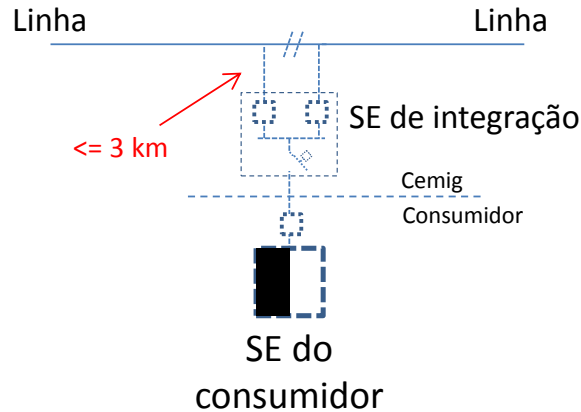 Linha
Linha
SE de integração
<= 3 km
Cemig
Consumidor
SE do
consumidor